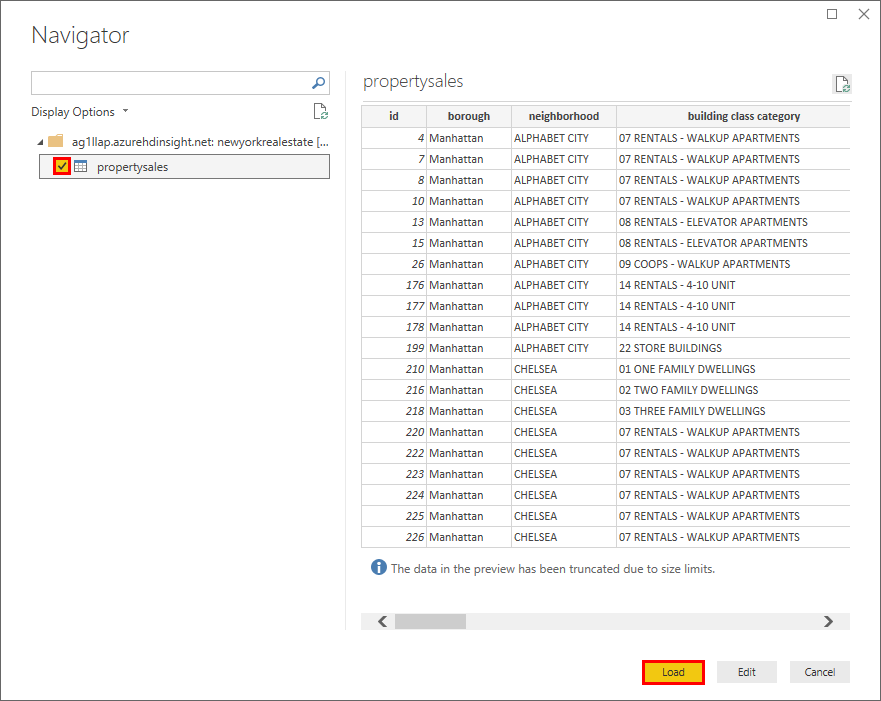 Navigator
Display Options
ag1llap.azurehdinsight.net: newyorkrealestate [...
propertysales
propertysales
id borough neighborhood building class category
4 Manhattan ALPHABET CITY 07 RENTALS - WALKUP APARTMENTS
7 Manhattan ALPHABET CITY 07 RENTALS - WALKUP APARTMENTS
8 Manhattan ALPHABET CITY 07 RENTALS - WALKUP APARTMENTS
10 Manhattan ALPHABET CITY 07 RENTALS - WALKUP APARTMENTS
13 Manhattan ALPHABET CITY 08 RENTALS - ELEVATOR APARTMENTS
15 Manhattan ALPHABET CITY 08 RENTALS - ELEVATOR APARTMENTS
26 Manhattan ALPHABET CITY 09 COOPS - WALKUP APARTMENTS
176 Manhattan ALPHABET CITY 14 RENTALS - 4-10 UNIT
177 Manhattan ALPHABET CITY 14 RENTALS - 4-10 UNIT
178 Manhattan ALPHABET CITY 14 RENTALS - 4-10 UNIT
199 Manhattan ALPHABET CITY 22 STORE BUILDINGS
210 Manhattan CHELSEA 01 ONE FAMILY DWELLINGS
216 Manhattan CHELSEA 02 TWO FAMILY DWELLINGS
218 Manhattan CHELSEA 03 THREE FAMILY DWELLINGS
220 Manhattan CHELSEA 07 RENTALS - WALKUP APARTMENTS
222 Manhattan CHELSEA 07 RENTALS - WALKUP APARTMENTS
223 Manhattan CHELSEA 07 RENTALS - WALKUP APARTMENTS
224 Manhattan CHELSEA 07 RENTALS - WALKUP APARTMENTS
225 Manhattan CHELSEA 07 RENTALS - WALKUP APARTMENTS
226 Manhattan CHELSEA 07 RENTALS - WALKUP APARTMENTS
The data in the preview has been truncated due to size limits.
Load Edit Cancel